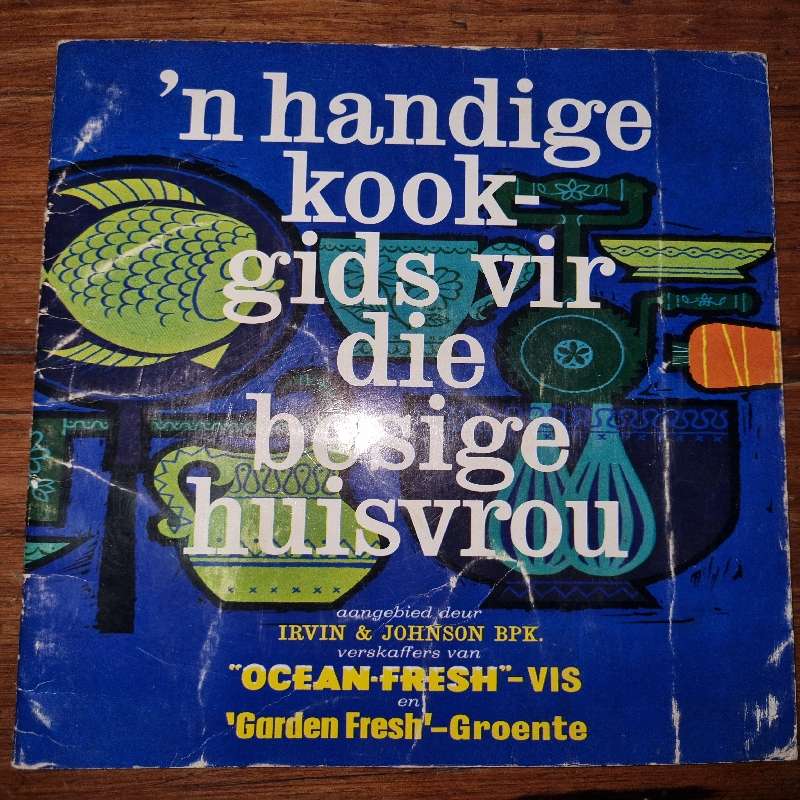 'n handige
kook-
gids vir
die
besige
huisvrou
aangebied deur
IRVIN & JOHNSON BPK.
verskaffers van
"OCEAN-FRESH"-VIS
en
'Garden Fresh'-Groente